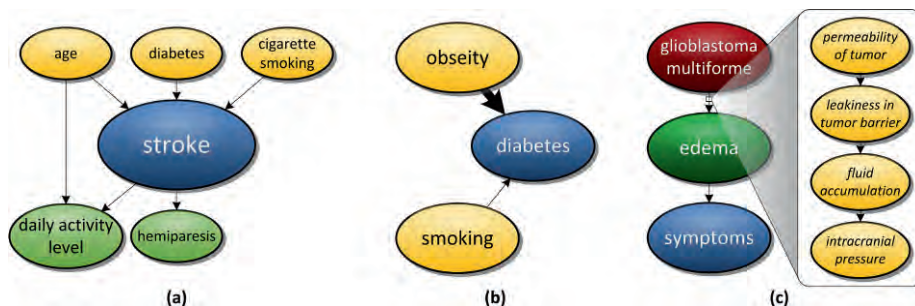 age
diabetes
cigarette
smoking
stroke
daily activity
level
hemiparesis
(a)
obseity
diabetes
smoking
(b)
glioblastoma
multiforme
edema
symptoms
permeability
of tumor
leakiness in
tumor barrier
fluid
accumulation
intracranial
pressure
(c)